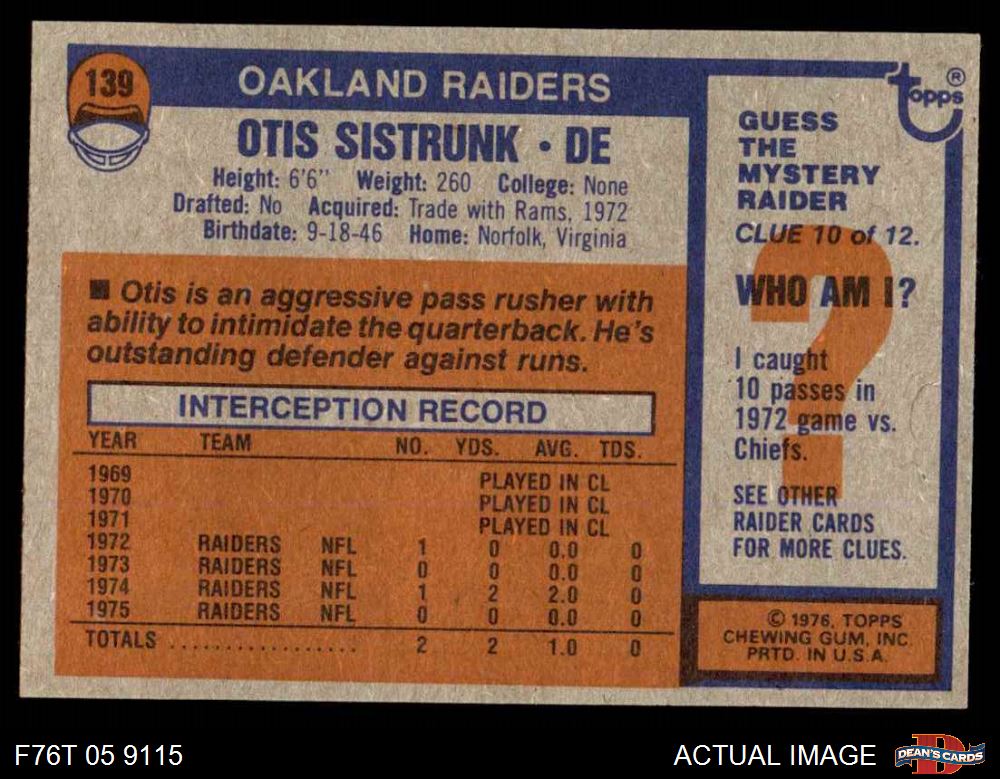 139
OAKLAND RAIDERS
OTIS SISTRUNK • DE
Height: 6'6" Weight: 260 College: None
Drafted: No Acquired: Trade with Rams, 1972
Birthdate: 9-18-46 Home: Norfolk, Virginia
■ Otis is an aggressive pass rusher with
ability to intimidate the quarterback. He's
outstanding defender against runs.
INTERCEPTION RECORD
YEAR TEAM NO. YDS. AVG. TDS.
1969 PLAYED IN CL
1970 PLAYED IN CL
1971 PLAYED IN CL
1972 RAIDERS NFL 1 0 0.0 0
1973 RAIDERS NFL 0 0 0.0 0
1974 RAIDERS NFL 1 2 2.0 0
1975 RAIDERS NFL 0 0 0.0 0
TOTALS ................. 2 2 1.0 0
topps ®
GUESS
THE
MYSTERY
RAIDER
CLUE 10 of 12.
?
WHO AM I?
I caught
10 passes in
1972 game vs.
Chiefs.
SEE OTHER
RAIDER CARDS
FOR MORE CLUES.
© 1976, TOPPS
CHEWING GUM, INC.
PRTD. IN U.S.A.
F76T 05 9115
ACTUAL IMAGE
DEAN'S CARDS